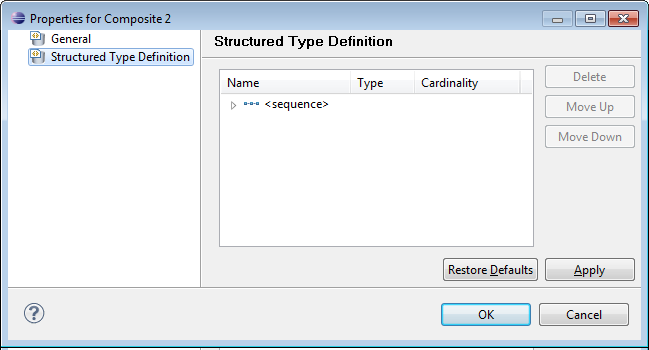 Properties for Composite 2
General
Structured Type Definition
Structured Type Definition
Name Type Cardinality
<sequence>
Delete
Move Up
Move Down
Restore Defaults Apply
? OK Cancel